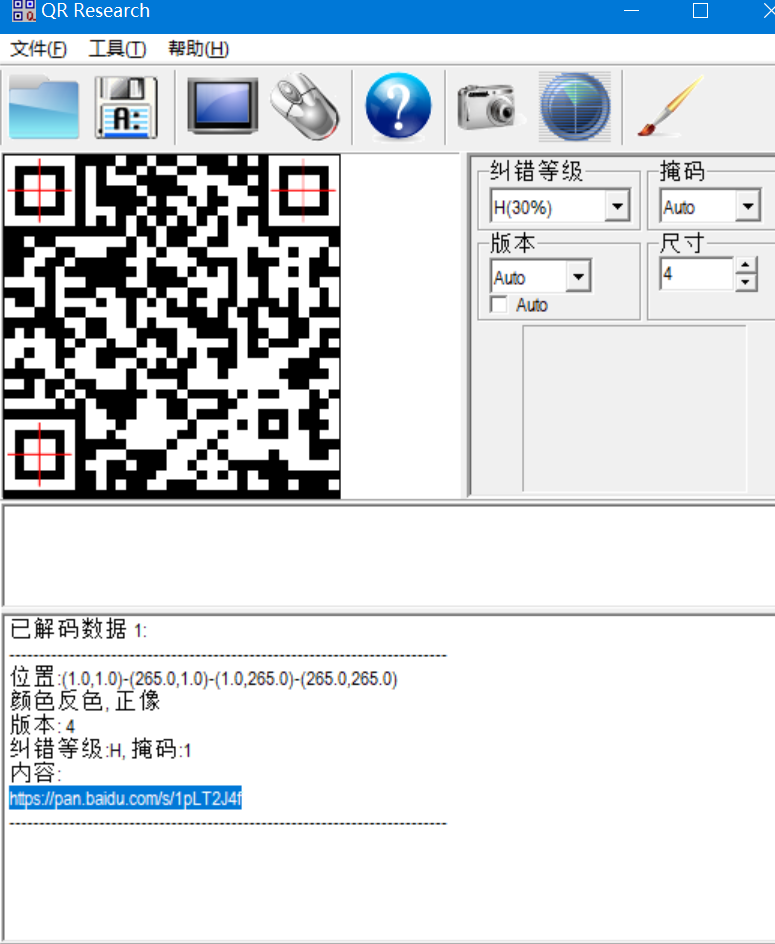 QR Research
文件(F) 工具(T) 帮助(H)
A:
?
纠错等级
H(30%)
掩码
Auto
版本
Auto
Auto
尺寸
4
已解码数据 1:
位置:(1.0,1.0)-(265.0,1.0)-(1.0,265.0)-(265.0,265.0)
颜色反色, 正像
版本: 4
纠错等级:H, 掩码:1
内容:
https://pan.baidu.com/s/1pLT2J4f